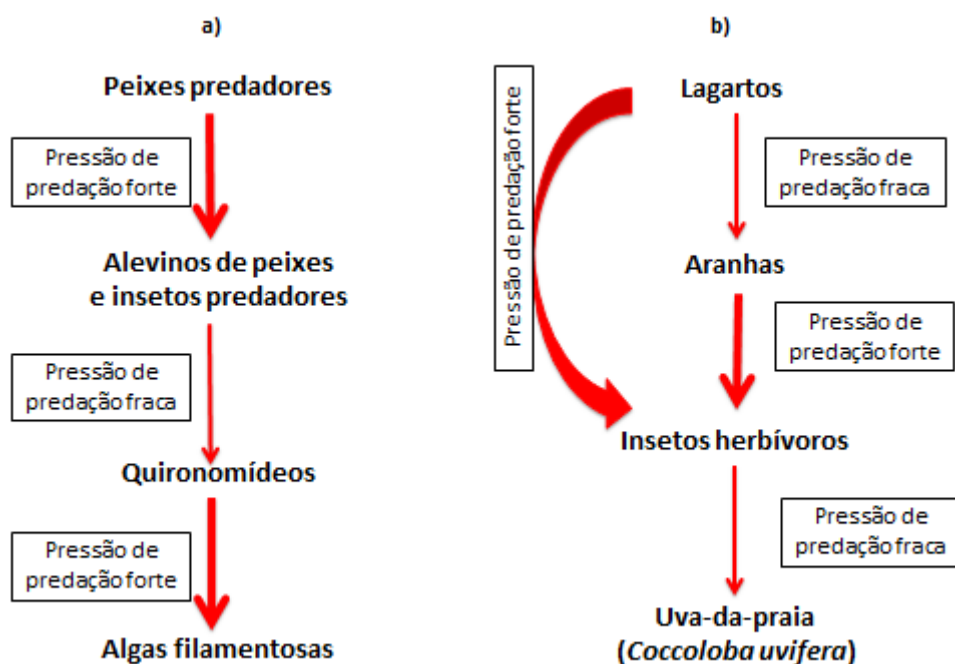 a)
Peixes predadores
Pressão de
predação forte
Alevinos de peixes
e insetos predadores
Pressão de
predação fraca
Quironomídeos
Pressão de
predação forte
Algas filamentosas
b)
Lagartos
Pressão de predação forte
Pressão de
predação fraca
Aranhas
Pressão de
predação forte
Insetos herbívoros
Pressão de
predação fraca
Uva-da-praia
(Coccoloba uvifera)